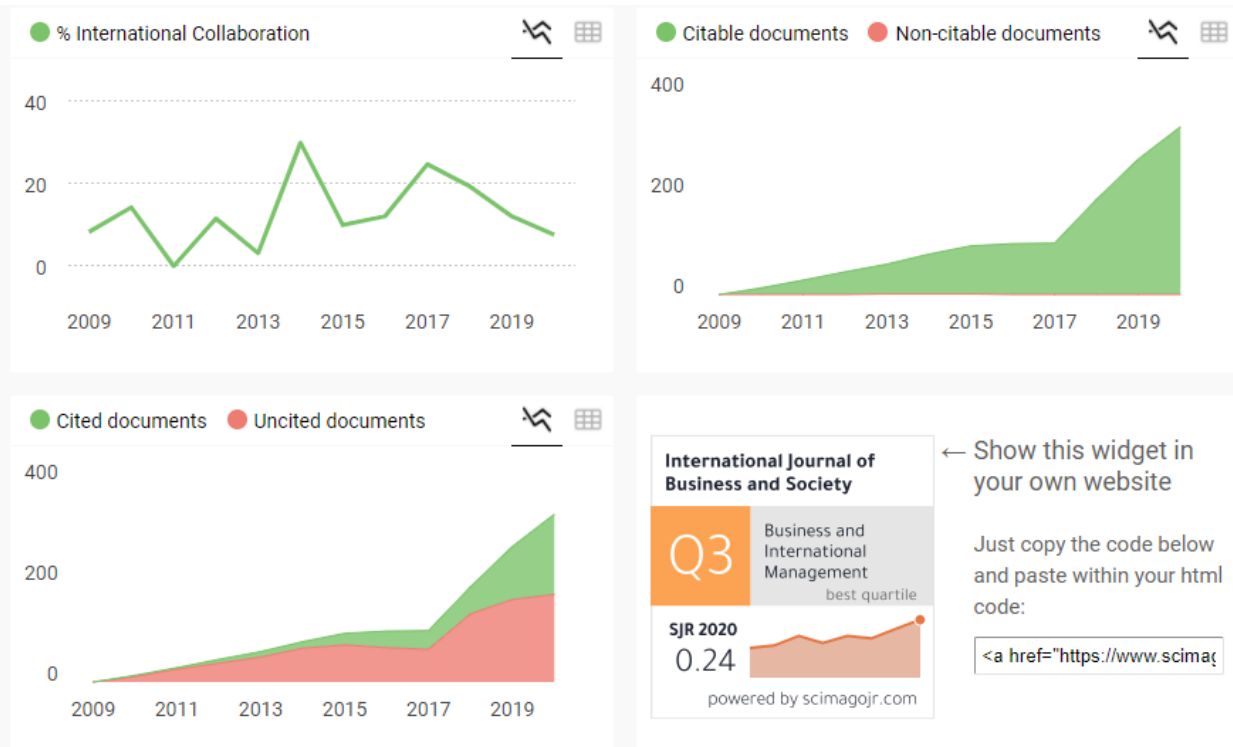 % International Collaboration
40
20
0
2009 2011 2013 2015 2017 2019
Citable documents Non-citable documents
400
200
0
2009 2011 2013 2015 2017 2019
Cited documents Uncited documents
400
200
0
2009 2011 2013 2015 2017 2019
International Journal of
Business and Society
Q3
Business and
International
Management
best quartile
SJR 2020
0.24
powered by scimagojr.com
← Show this widget in
your own website
Just copy the code below
and paste within your html
code:
<a href="https://www.scimag